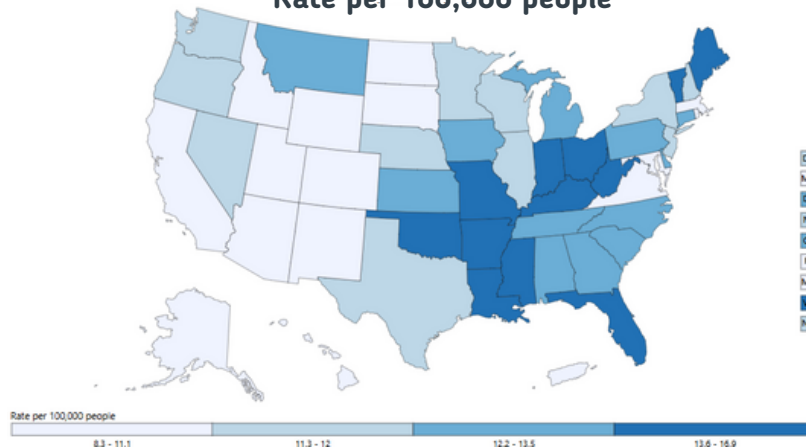 Rate per 100,000 people
Rate per 100,000 people
8.3 - 11.1
11.3 - 12
12.2 - 13.5
13.6 - 16.9